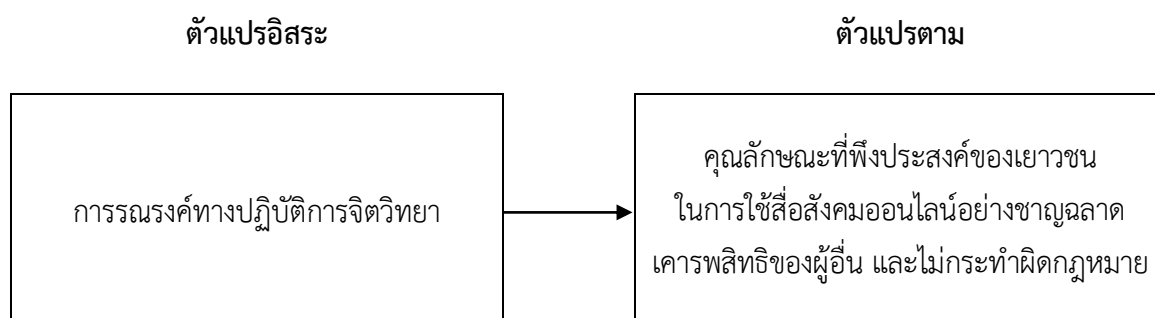 ตัวแปรอิสระ
ตัวแปรตาม
การรณรงค์ทางปฏิบัติการจิตวิทยา
คุณลักษณะที่พึงประสงค์ของเยาวชน
ในการใช้สื่อสังคมออนไลน์อย่างชาญฉลาด
เคารพสิทธิของผู้อื่น และไม่กระทำผิดกฎหมาย